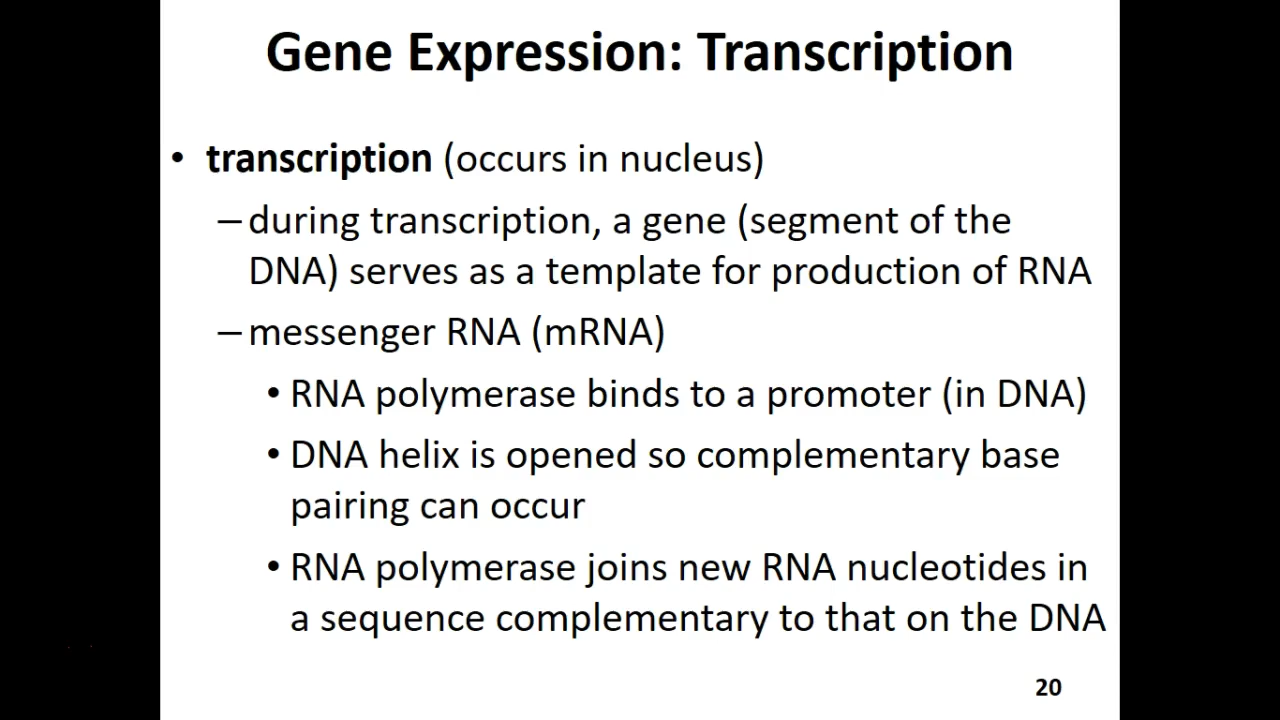 Gene Expression: Transcription
• transcription (occurs in nucleus)
– during transcription, a gene (segment of the
DNA) serves as a template for production of RNA
– messenger RNA (mRNA)
• RNA polymerase binds to a promoter (in DNA)
• DNA helix is opened so complementary base
pairing can occur
• RNA polymerase joins new RNA nucleotides in
a sequence complementary to that on the DNA
20